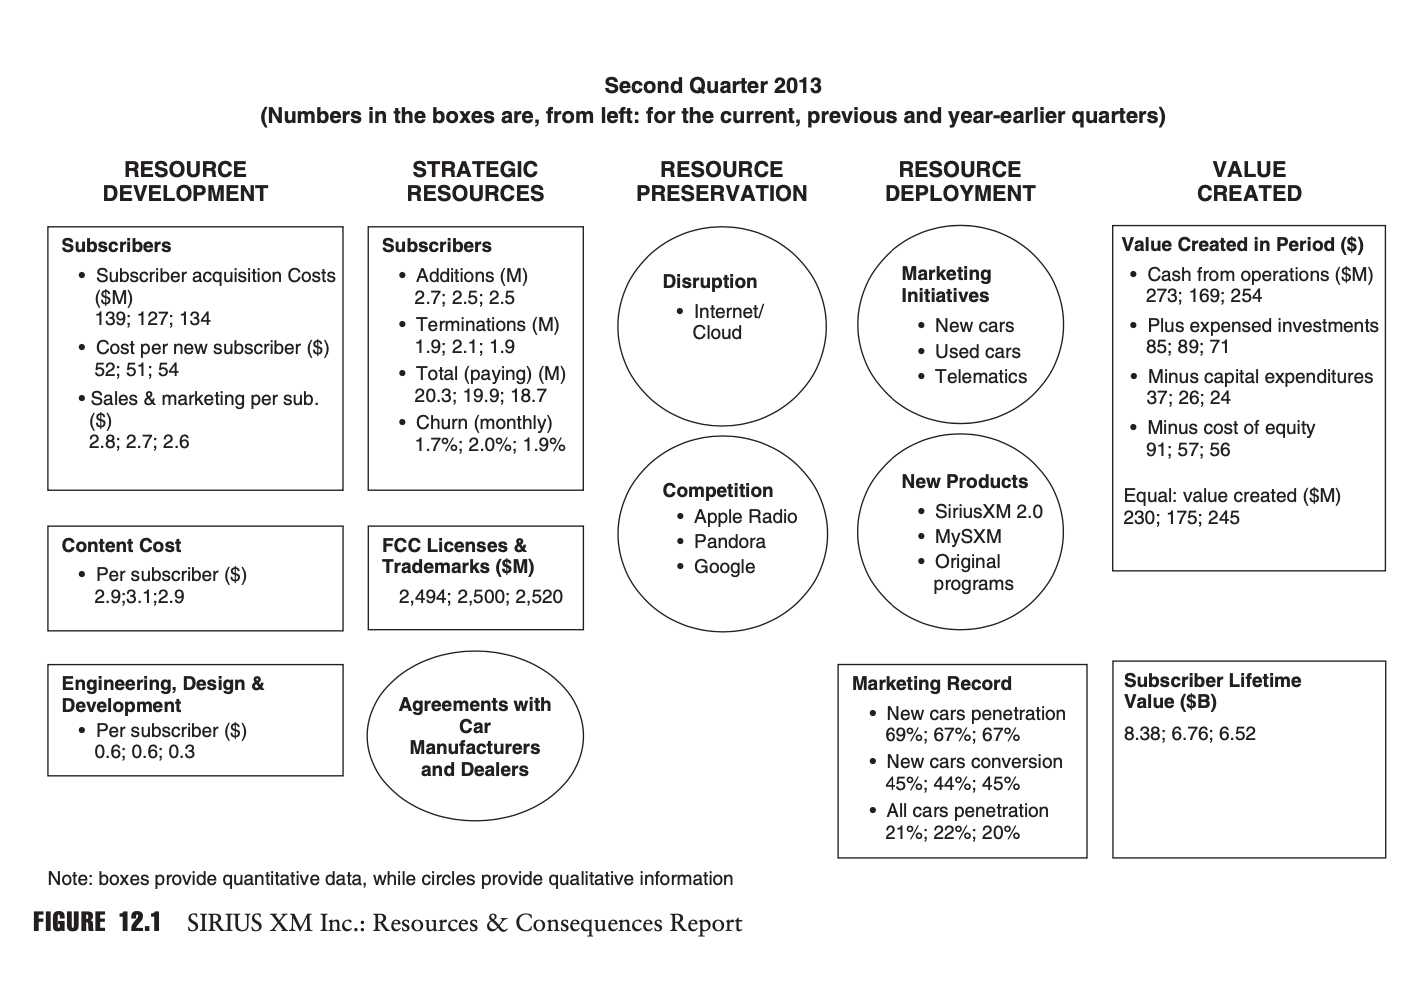 Second Quarter 2013
(Numbers in the boxes are, from left: for the current, previous and year-earlier quarters)
RESOURCE
DEVELOPMENT
Subscribers
• Subscriber acquisition Costs
($M)
139; 127; 134
• Cost per new subscriber ($)
52; 51; 54
• Sales & marketing per sub.
($)
2.8; 2.7; 2.6
Content Cost
• Per subscriber ($)
2.9;3.1;2.9
Engineering, Design &
Development
• Per subscriber ($)
0.6; 0.6; 0.3
STRATEGIC
RESOURCES
Subscribers
• Additions (M)
2.7; 2.5; 2.5
• Terminations (M)
1.9; 2.1; 1.9
• Total (paying) (M)
20.3; 19.9; 18.7
• Churn (monthly)
1.7%; 2.0%; 1.9%
FCC Licenses &
Trademarks ($M)
2,494; 2,500; 2,520
Agreements with
Car
Manufacturers
and Dealers
RESOURCE
PRESERVATION
Disruption
• Internet/
Cloud
Competition
• Apple Radio
• Pandora
• Google
RESOURCE
DEPLOYMENT
Marketing
Initiatives
• New cars
• Used cars
• Telematics
New Products
• SiriusXM 2.0
• MySXM
• Original
programs
Marketing Record
• New cars penetration
69%; 67%; 67%
• New cars conversion
45%; 44%; 45%
• All cars penetration
21%; 22%; 20%
VALUE
CREATED
Value Created in Period ($)
• Cash from operations ($M)
273; 169; 254
• Plus expensed investments
85; 89; 71
• Minus capital expenditures
37; 26; 24
• Minus cost of equity
91; 57; 56
Equal: value created ($M)
230; 175; 245
Subscriber Lifetime
Value ($B)
8.38; 6.76; 6.52
Note: boxes provide quantitative data, while circles provide qualitative information
FIGURE 12.1 SIRIUS XM Inc.: Resources & Consequences Report